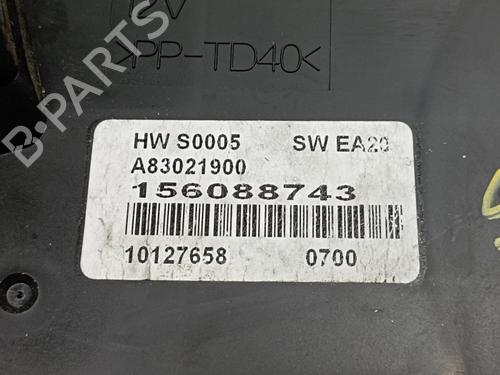 >PP-TD40<
HW S0005 SW EA20
A83021900
156088743
10127658 0700
B-PARTS